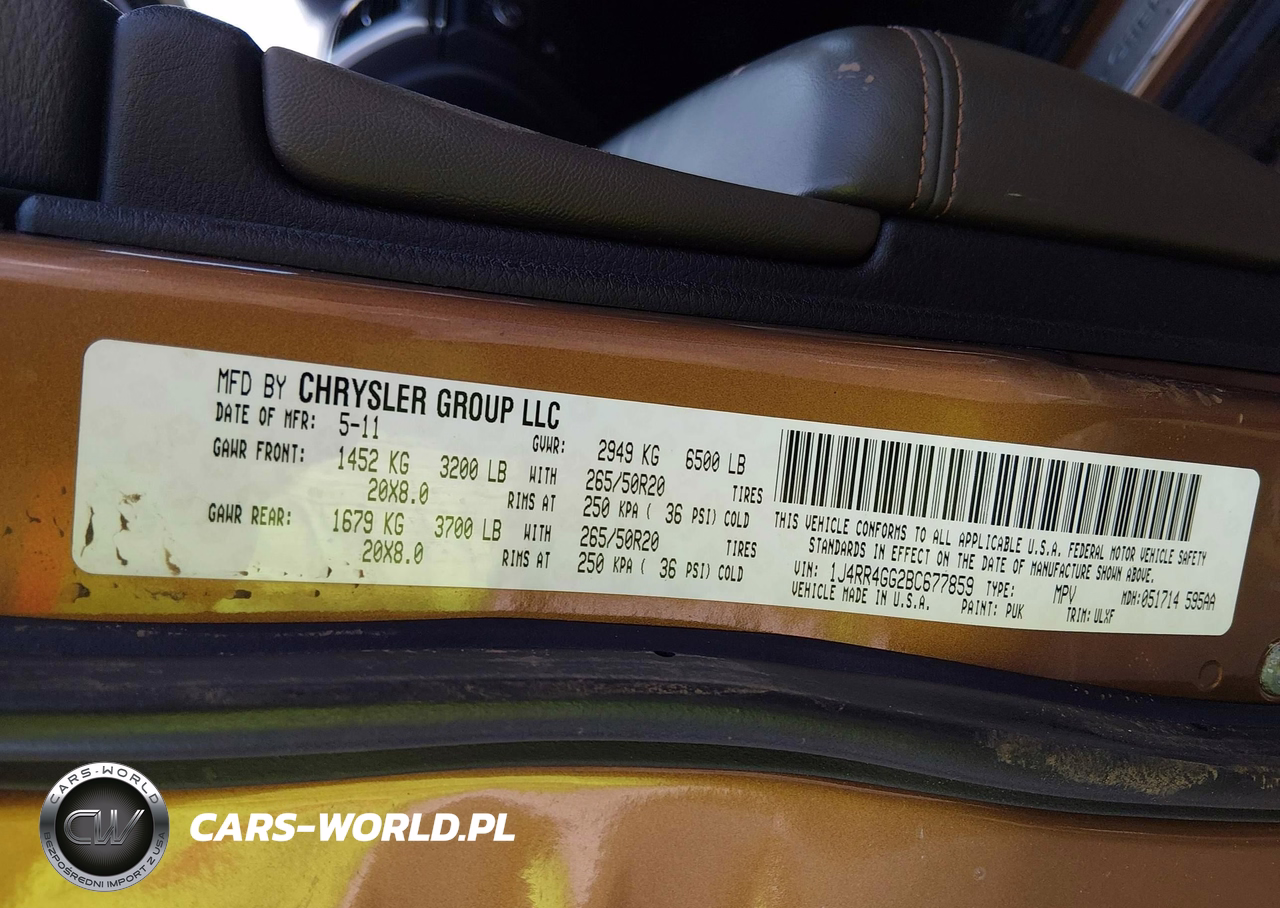 MFD BY CHRYSLER GROUP LLC
DATE OF MFR: 5-11 GVWR: 2949 KG 6500 LB
GAWR FRONT: 1452 KG 3200 LB WITH 265/50R20 TIRES
20X8.0 RIMS AT 250 KPA ( 36 PSI) COLD
GAWR REAR: 1679 KG 3700 LB WITH 265/50R20 TIRES
20X8.0 RIMS AT 250 KPA ( 36 PSI) COLD
THIS VEHICLE CONFORMS TO ALL APPLICABLE U.S.A. FEDERAL MOTOR VEHICLE SAFETY
STANDARDS IN EFFECT ON THE DATE OF MANUFACTURE SHOWN ABOVE.
VIN: 1J4RR4GG2BC677859 TYPE: MPV MDH:051714 595AA
VEHICLE MADE IN U.S.A. PAINT: PUK TRIM: ULXF
CARS-WORLD
CW
BEZPOŚREDNI IMPORT Z USA
CARS-WORLD.PL